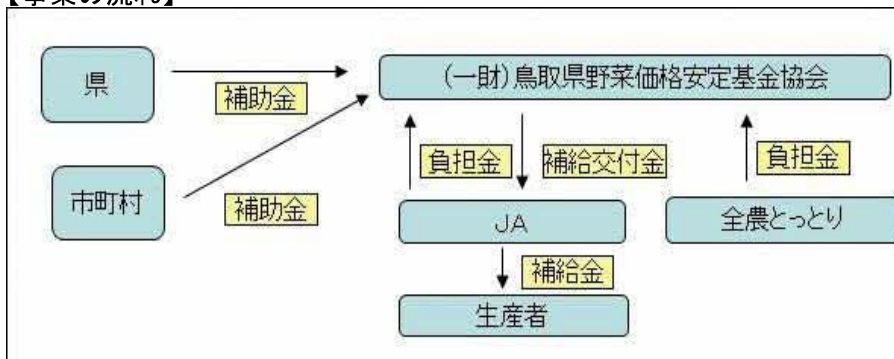 【事業の流れ】
県
補助金
(一財)鳥取県野菜価格安定基金協会
市町村
補助金
負担金
補給交付金
負担金
JA
全農とっとり
補給金
生産者